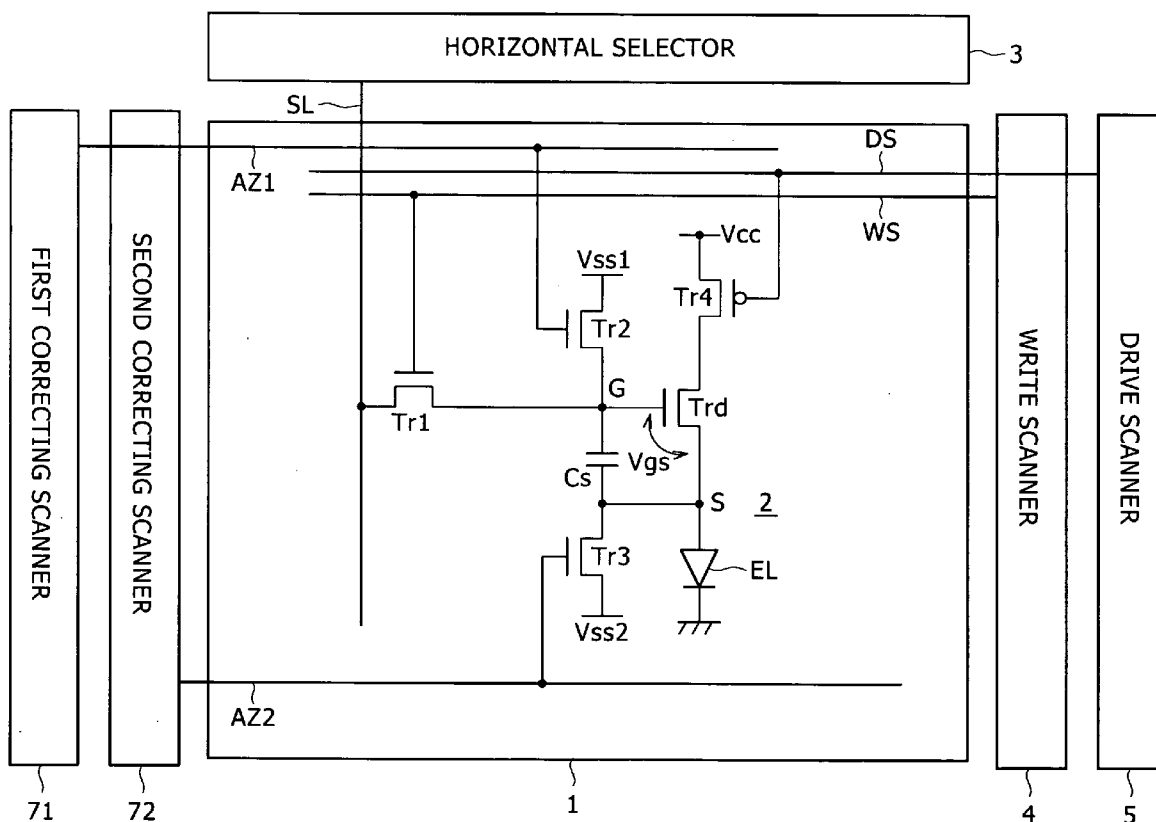 HORIZONTAL SELECTOR
3
SL
DS
AZ1
WS
FIRST CORRECTING SCANNER
SECOND CORRECTING SCANNER
WRITE SCANNER
DRIVE SCANNER
Vcc
Vss1
Tr4
Tr2
G
Trd
Tr1
Vgs
Cs
S
2
Tr3
EL
Vss2
AZ2
71
72
1
4
5